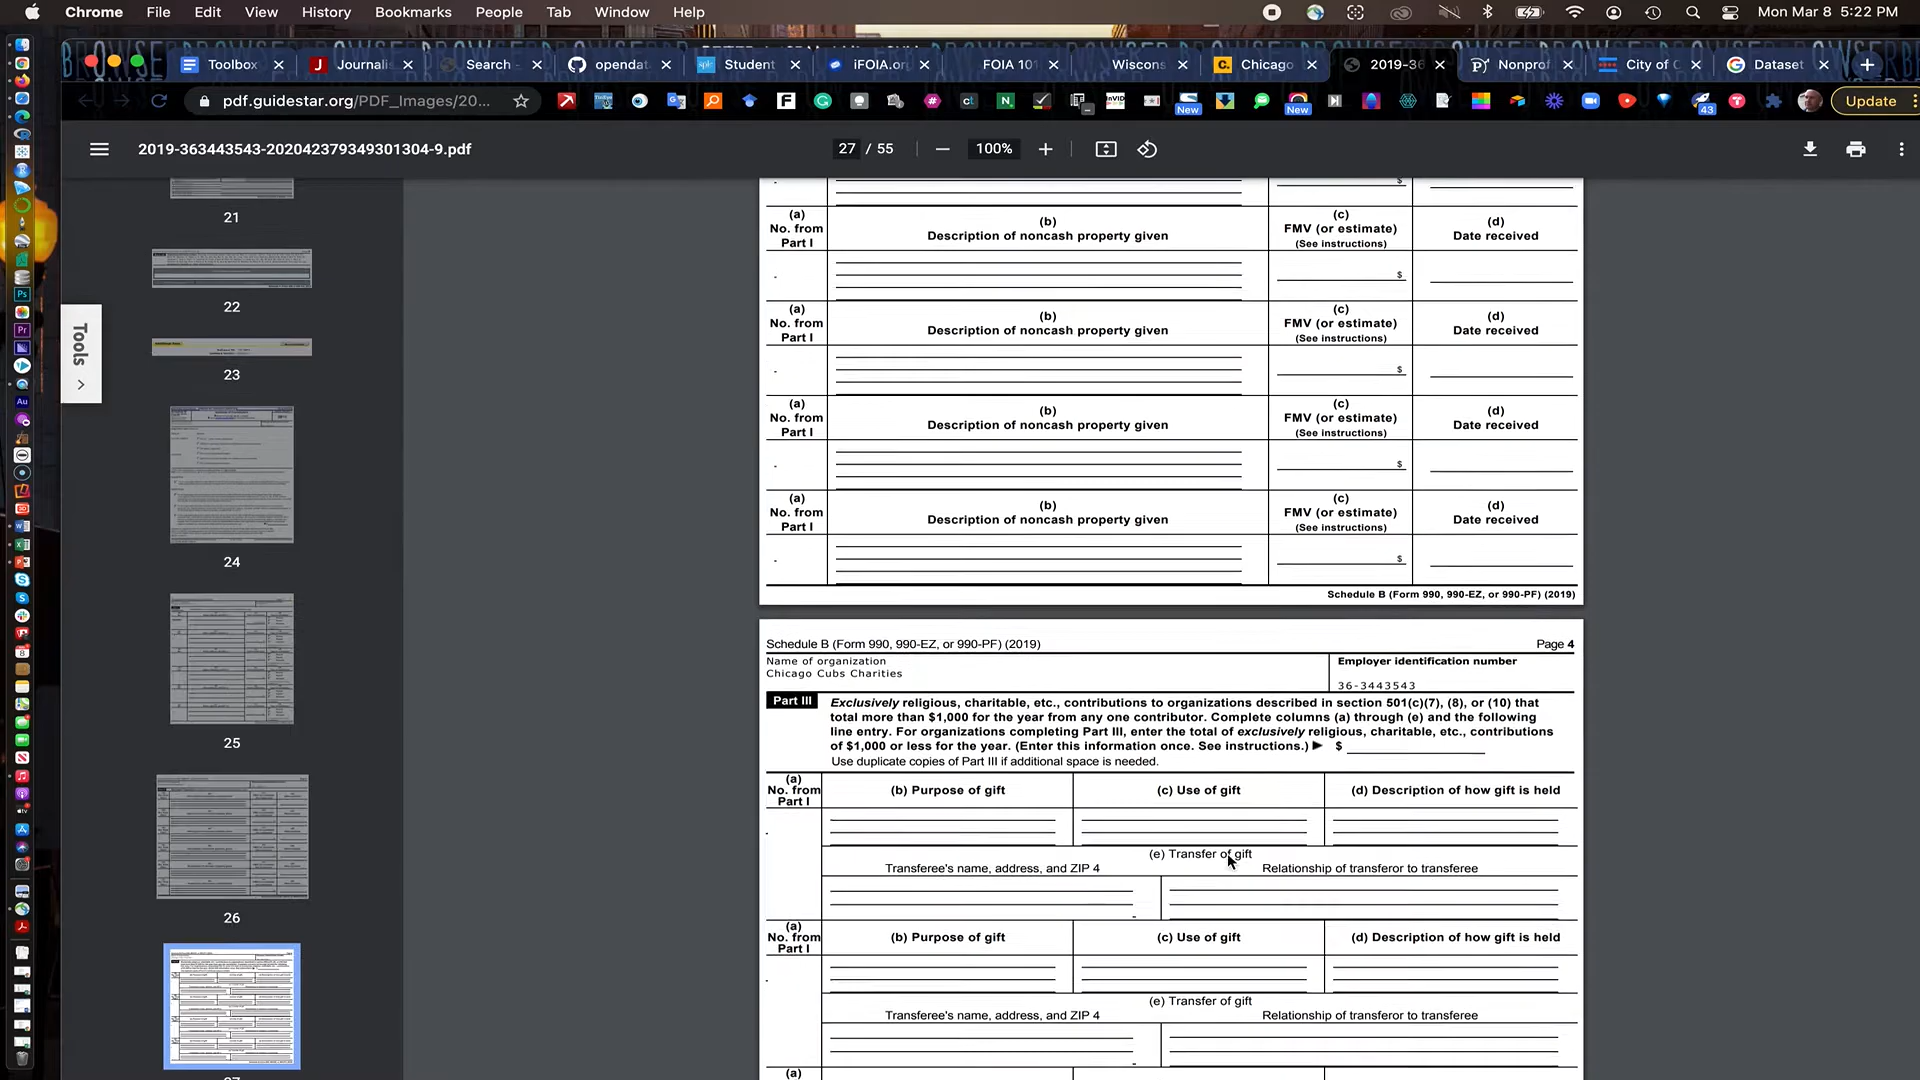 Chrome File Edit View History Bookmarks People Tab Window Help Mon Mar 8 5:22 PM
Toolbox Journalis Search - opendat Student iFOIA.or FOIA 101 Wiscons Chicago 2019-36 Nonprof City of C Dataset
pdf.guidestar.org/PDF_Images/20... New New 43 Update
2019-363443543-202042379349301304-9.pdf 27 / 55 100%
Tools
21
22
23
24
25
26
$
(a) No. from Part I
(b) Description of noncash property given
(c) FMV (or estimate) (See instructions)
(d) Date received
$
(a) No. from Part I
(b) Description of noncash property given
(c) FMV (or estimate) (See instructions)
(d) Date received
$
(a) No. from Part I
(b) Description of noncash property given
(c) FMV (or estimate) (See instructions)
(d) Date received
$
(a) No. from Part I
(b) Description of noncash property given
(c) FMV (or estimate) (See instructions)
(d) Date received
$
Schedule B (Form 990, 990-EZ, or 990-PF) (2019)
Schedule B (Form 990, 990-EZ, or 990-PF) (2019) Page 4
Name of organization
Chicago Cubs Charities
Employer identification number
36-3443543
Part III
Exclusively religious, charitable, etc., contributions to organizations described in section 501(c)(7), (8), or (10) that
total more than $1,000 for the year from any one contributor. Complete columns (a) through (e) and the following
line entry. For organizations completing Part III, enter the total of exclusively religious, charitable, etc., contributions
of $1,000 or less for the year. (Enter this information once. See instructions.) ▶ $
Use duplicate copies of Part III if additional space is needed.
(a) No. from Part I
(b) Purpose of gift (c) Use of gift (d) Description of how gift is held
(e) Transfer of gift
Transferee's name, address, and ZIP 4 Relationship of transferor to transferee
(a) No. from Part I
(b) Purpose of gift (c) Use of gift (d) Description of how gift is held
(e) Transfer of gift
Transferee's name, address, and ZIP 4 Relationship of transferor to transferee
(a)